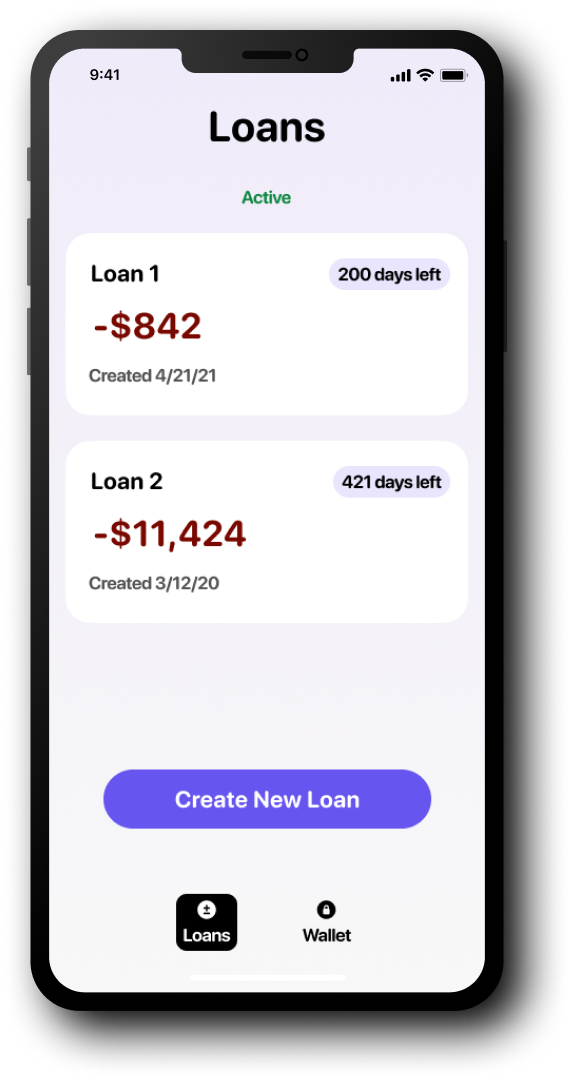 9:41
Loans
Active
Loan 1
200 days left
-$842
Created 4/21/21
Loan 2
421 days left
-$11,424
Created 3/12/20
Create New Loan
Loans
Wallet